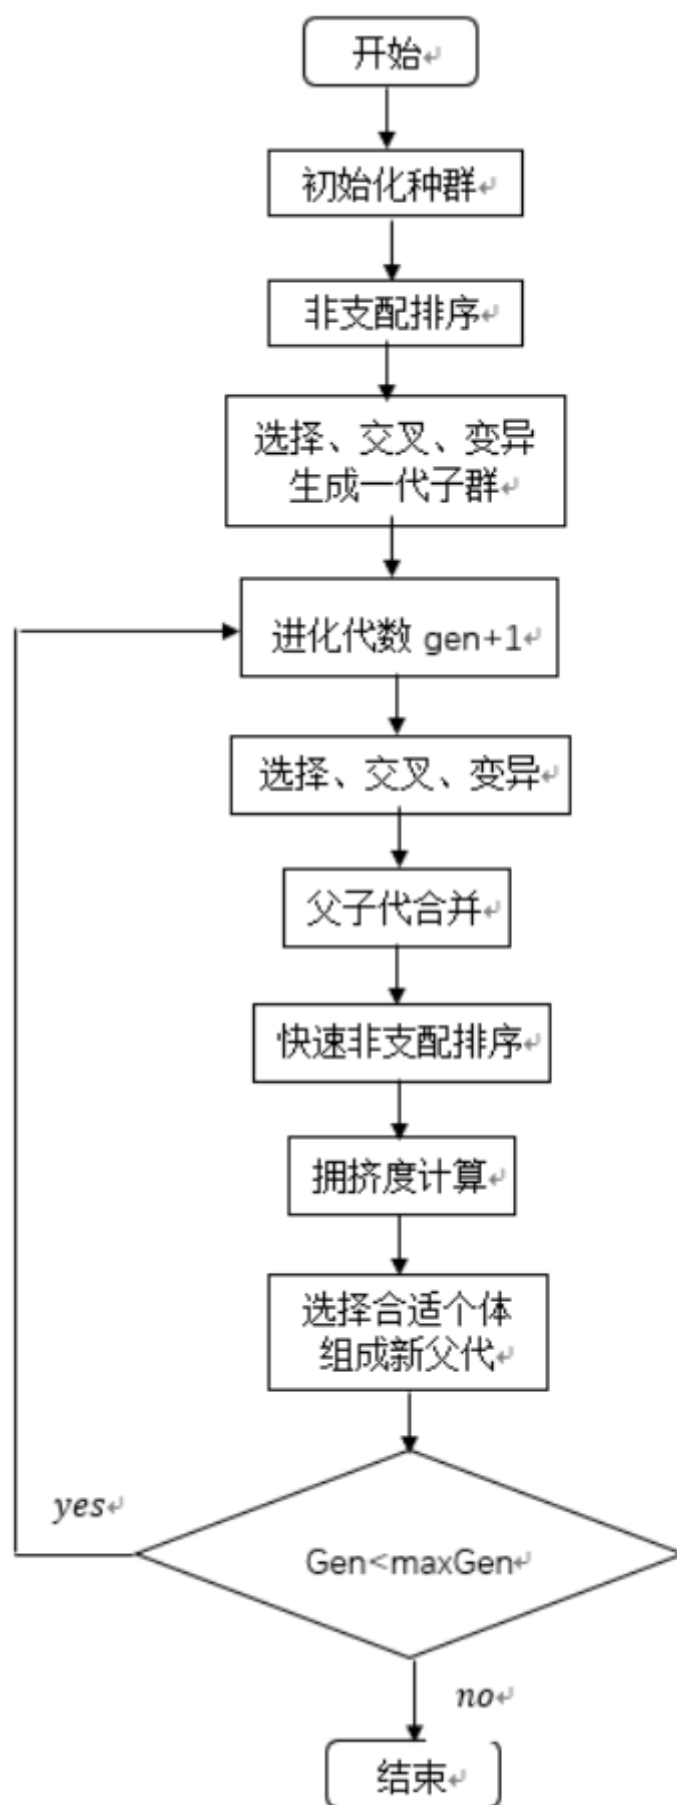 开始
初始化种群
非支配排序
选择、交叉、变异
生成一代子群
进化代数 gen+1
选择、交叉、变异
父子代合并
快速非支配排序
拥挤度计算
选择合适个体
组成新父代
yes
Gen<maxGen
no
结束